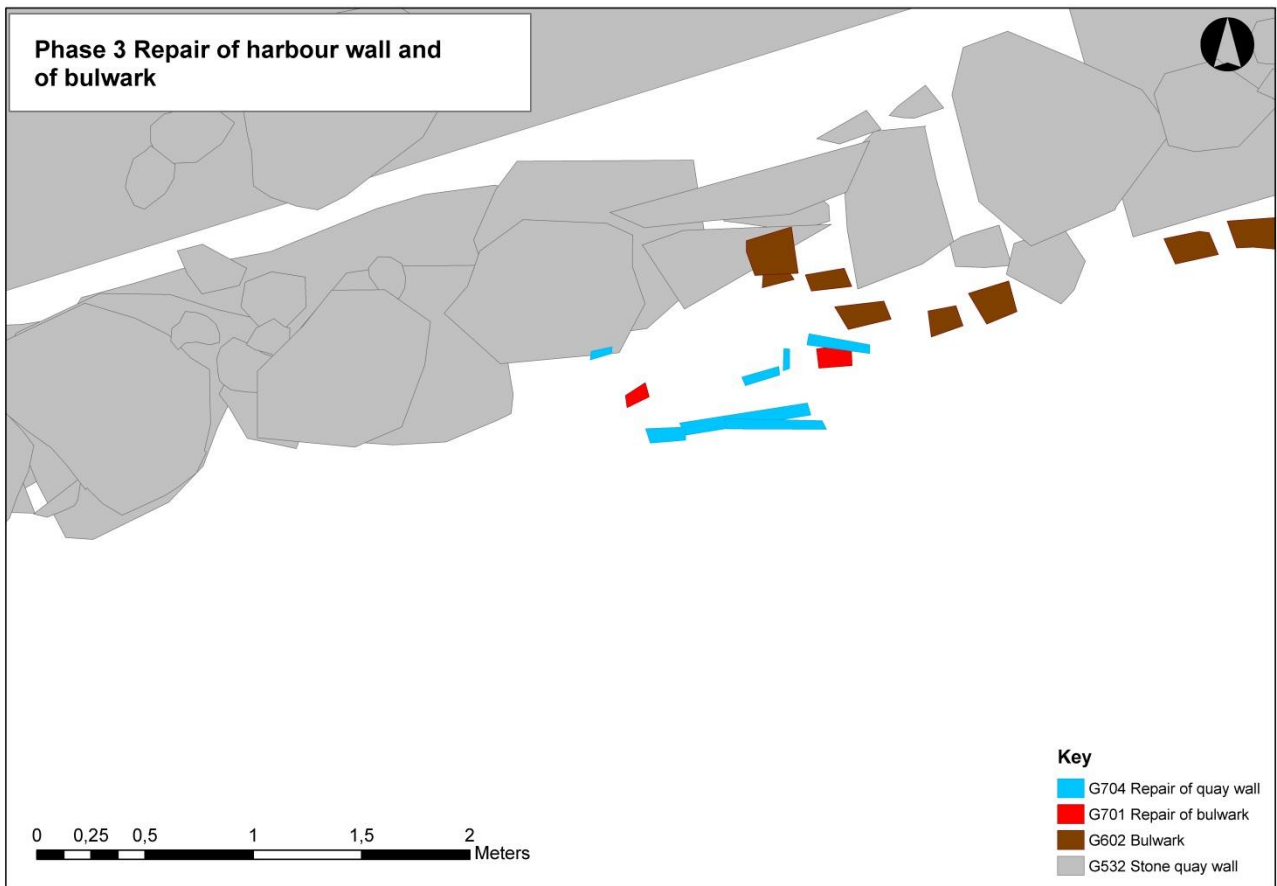 Phase 3 Repair of harbour wall and
of bulwark
Key
G704 Repair of quay wall
G701 Repair of bulwark
G602 Bulwark
G532 Stone quay wall
0 0,25 0,5 1 1,5 2
Meters